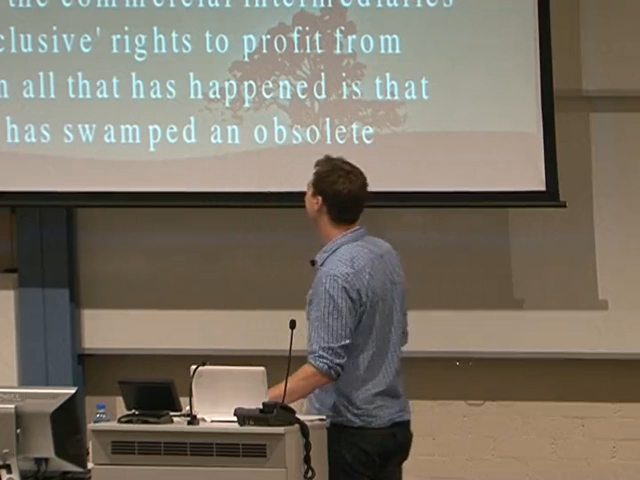 the commercial intermediaries
clusive' rights to profit from
n all that has happened is that
has swamped an obsolete